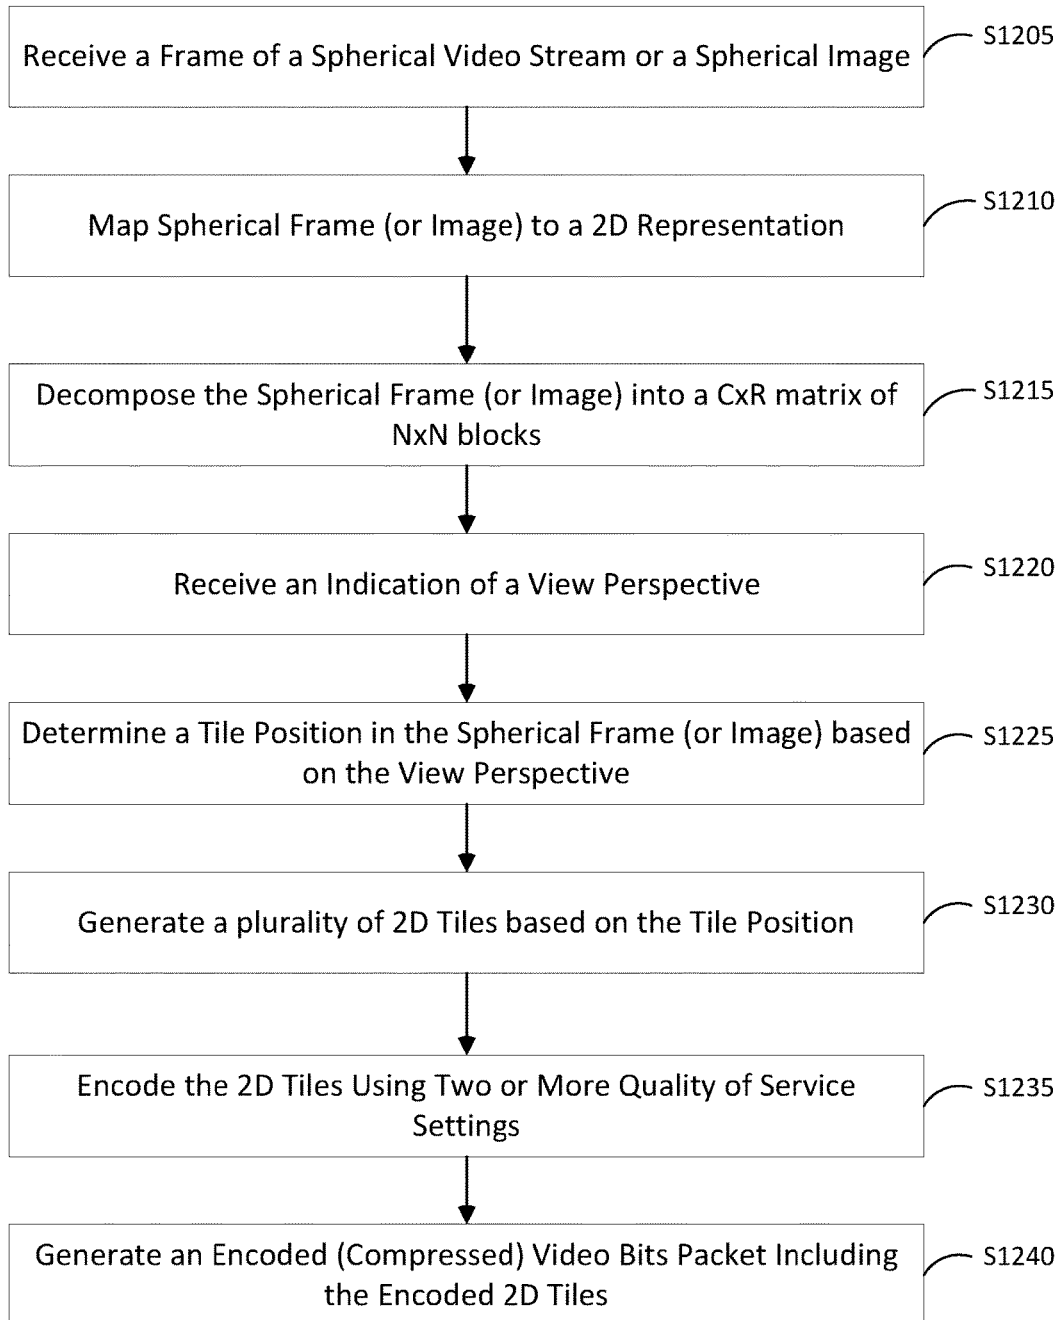 Receive a Frame of a Spherical Video Stream or a Spherical Image
S1205
Map Spherical Frame (or Image) to a 2D Representation
S1210
Decompose the Spherical Frame (or Image) into a CxR matrix of
NxN blocks
S1215
Receive an Indication of a View Perspective
S1220
Determine a Tile Position in the Spherical Frame (or Image) based
on the View Perspective
S1225
Generate a plurality of 2D Tiles based on the Tile Position
S1230
Encode the 2D Tiles Using Two or More Quality of Service
Settings
S1235
Generate an Encoded (Compressed) Video Bits Packet Including
the Encoded 2D Tiles
S1240